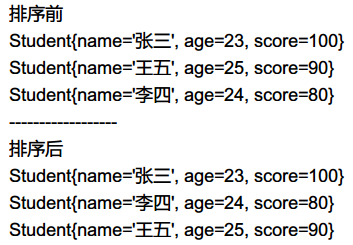 排序前
Student{name='张三', age=23, score=100}
Student{name='王五', age=25, score=90}
Student{name='李四', age=24, score=80}
------------------
排序后
Student{name='张三', age=23, score=100}
Student{name='李四', age=24, score=80}
Student{name='王五', age=25, score=90}